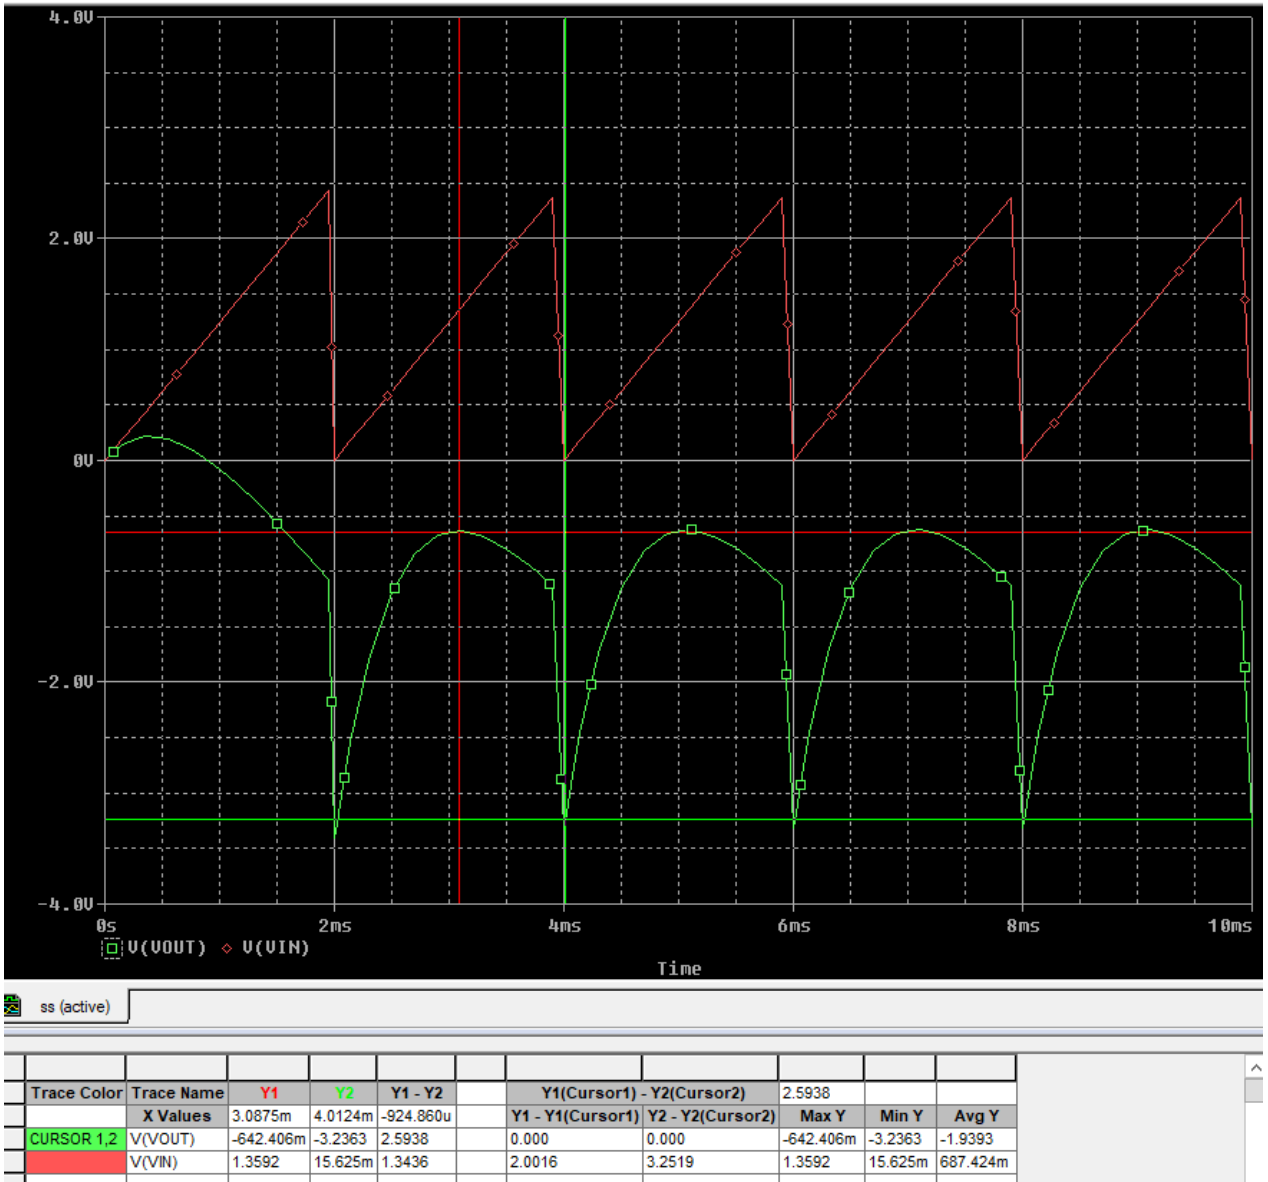 4.0V
2.0V
0V
-2.0V
-4.0V
0s 2ms 4ms 6ms 8ms 10ms
V(VOUT) V(VIN)
Time
ss (active)
Trace Color Trace Name Y1 Y2 Y1 - Y2 Y1(Cursor1) - Y2(Cursor2) 2.5938
X Values 3.0875m 4.0124m -924.860u Y1 - Y1(Cursor1) Y2 - Y2(Cursor2) Max Y Min Y Avg Y
CURSOR 1,2 V(VOUT) -642.406m -3.2363 2.5938 0.000 0.000 -642.406m -3.2363 -1.9393
V(VIN) 1.3592 15.625m 1.3436 2.0016 3.2519 1.3592 15.625m 687.424m